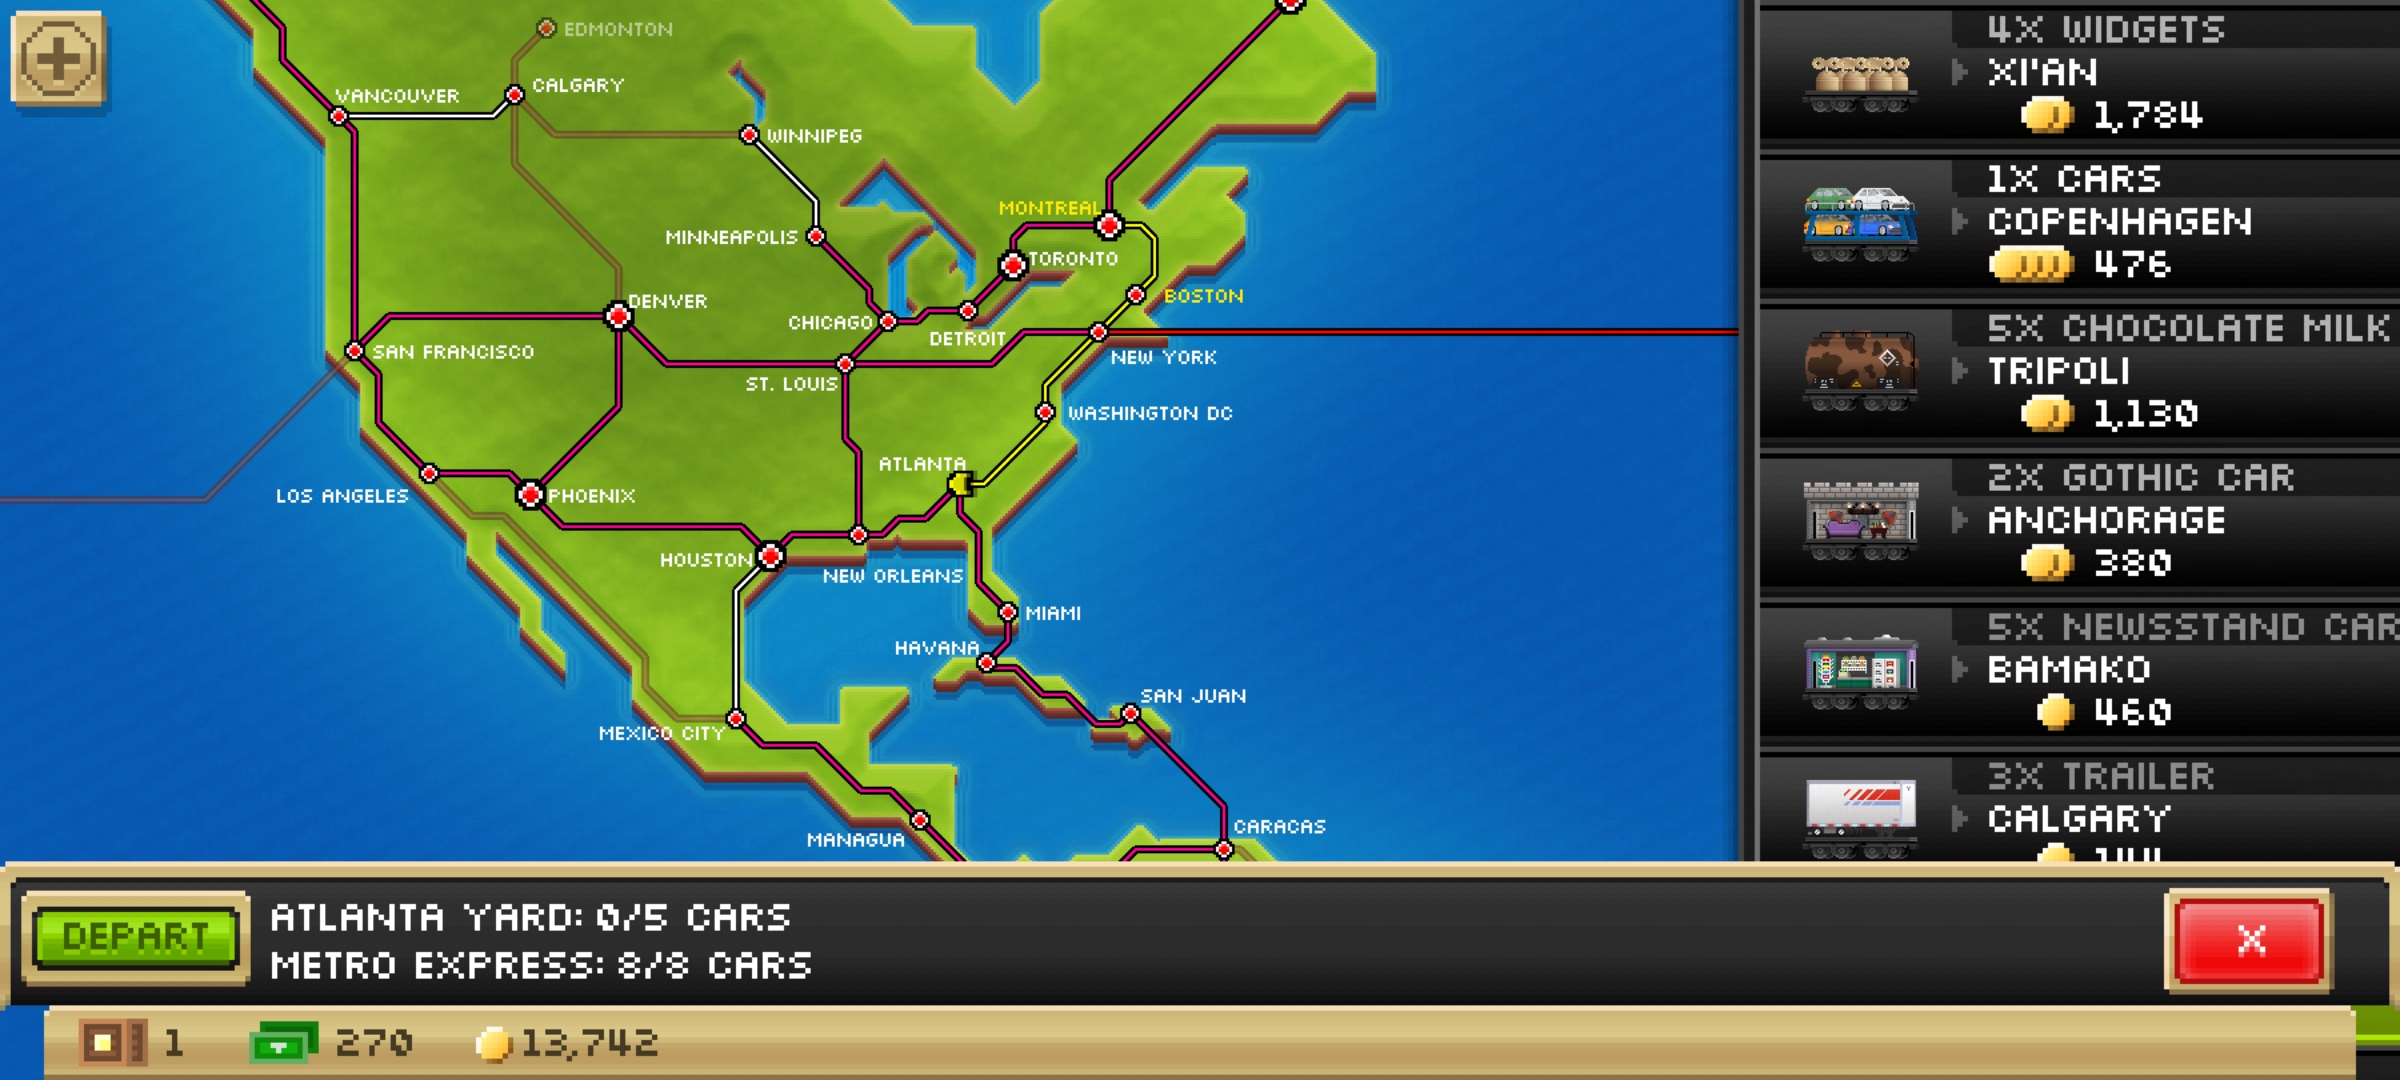 EDMONTON
CALGARY
VANCOUVER
WINNIPEG
MONTREAL
MINNEAPOLIS
TORONTO
BOSTON
DENVER
CHICAGO
DETROIT
SAN FRANCISCO
NEW YORK
ST. LOUIS
WASHINGTON DC
ATLANTA
LOS ANGELES
PHOENIX
HOUSTON
NEW ORLEANS
MIAMI
HAVANA
SAN JUAN
MEXICO CITY
CARACAS
MANAGUA
4X WIDGETS
XI'AN
1,784
1X CARS
COPENHAGEN
476
5X CHOCOLATE MILK
TRIPOLI
1,130
2X GOTHIC CAR
ANCHORAGE
380
5X NEWSSTAND CAR
BAMAKO
460
3X TRAILER
CALGARY
DEPART
ATLANTA YARD: 0/5 CARS
METRO EXPRESS: 8/8 CARS
X
1
270
13,742